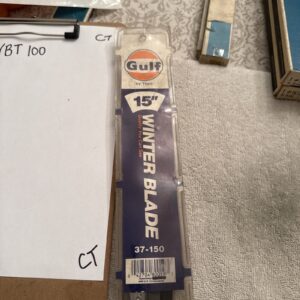 YBT 100
CT
Gulf
15"
WINTER BLADE
37-150
CT